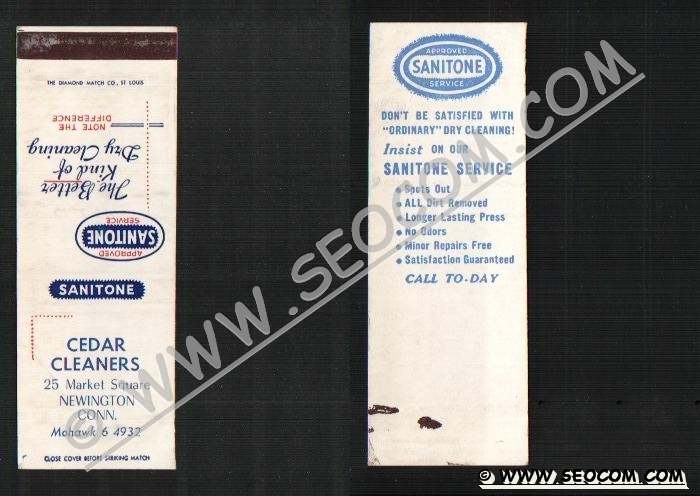 THE DIAMOND MATCH CO., ST LOUIS
NOTE THE
DIFFERENCE
The Better
Kind of
Dry Cleaning
APPROVED
SANITONE
SERVICE
SANITONE
CEDAR
CLEANERS
25 Market Square
NEWINGTON
CONN.
Mohawk 6 4932
CLOSE COVER BEFORE STRIKING MATCH
APPROVED
SANITONE
SERVICE
DON'T BE SATISFIED WITH
"ORDINARY" DRY CLEANING!
Insist ON OUR
SANITONE SERVICE
• Spots Out
• ALL Dirt Removed
• Longer Lasting Press
• No Odors
• Minor Repairs Free
• Satisfaction Guaranteed
CALL TO-DAY
© WWW.SEOCOM.COM
© WWW.SEOCOM.COM
© WWW.SEOCOM.COM